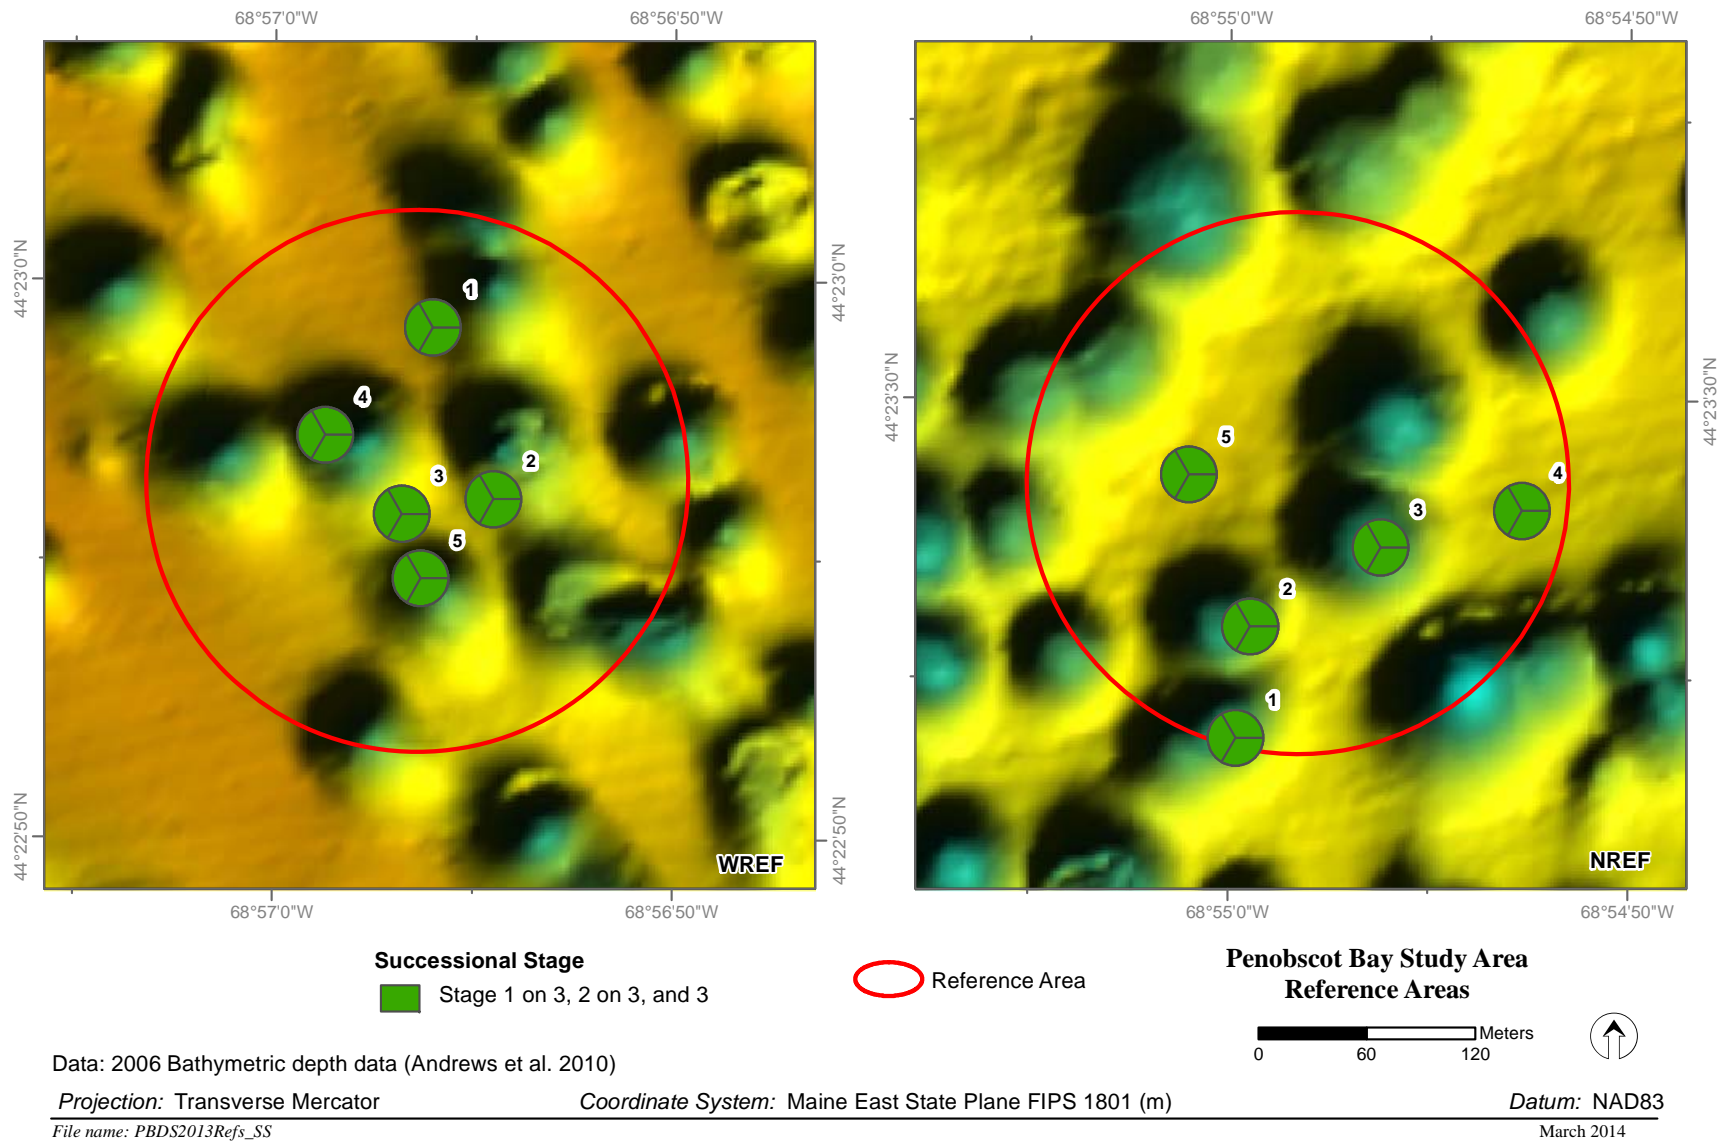 68°57'0"W
68°56'50"W
68°55'0"W
68°54'50"W
44°23'0"N
44°23'0"N
44°23'30"N
44°23'30"N
1
4
2
3
5
5
4
3
2
1
44°22'50"N
44°22'50"N
WREF
NREF
68°57'0"W
68°56'50"W
68°55'0"W
68°54'50"W
Successional Stage
Stage 1 on 3, 2 on 3, and 3
Reference Area
Penobscot Bay Study Area
Reference Areas
Meters
0 60 120
Data: 2006 Bathymetric depth data (Andrews et al. 2010)
Projection: Transverse Mercator Coordinate System: Maine East State Plane FIPS 1801 (m) Datum: NAD83
File name: PBDS2013Refs_SS March 2014